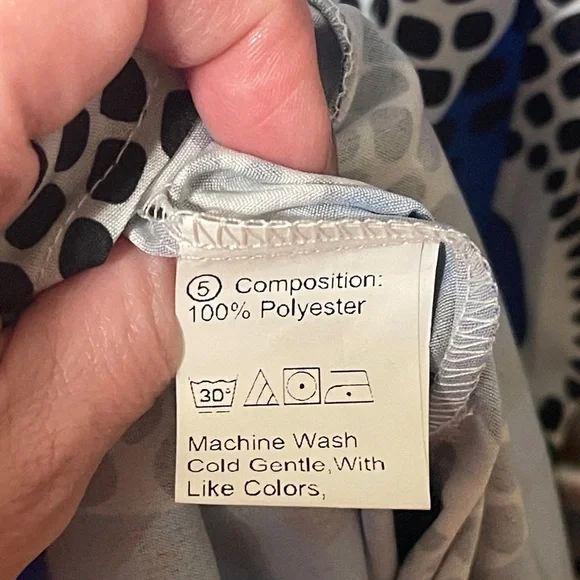 ⑤ Composition:
100% Polyester
30°
Machine Wash
Cold Gentle,With
Like Colors,